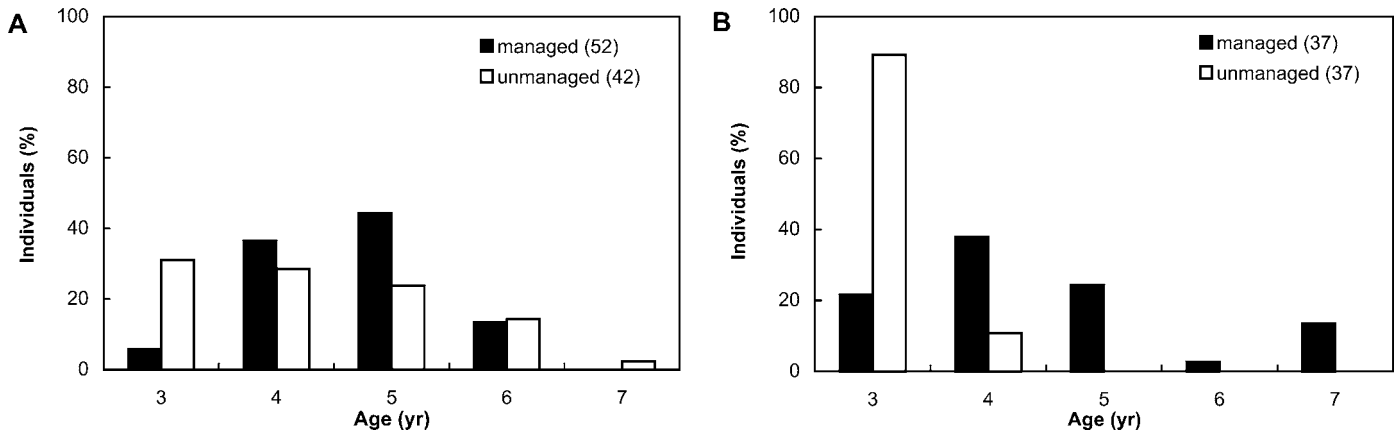 A
100
80
60
40
20
0
Individuals (%)
managed (52)
unmanaged (42)
3 4 5 6 7
Age (yr)
B
100
80
60
40
20
0
Individuals (%)
managed (37)
unmanaged (37)
3 4 5 6 7
Age (yr)